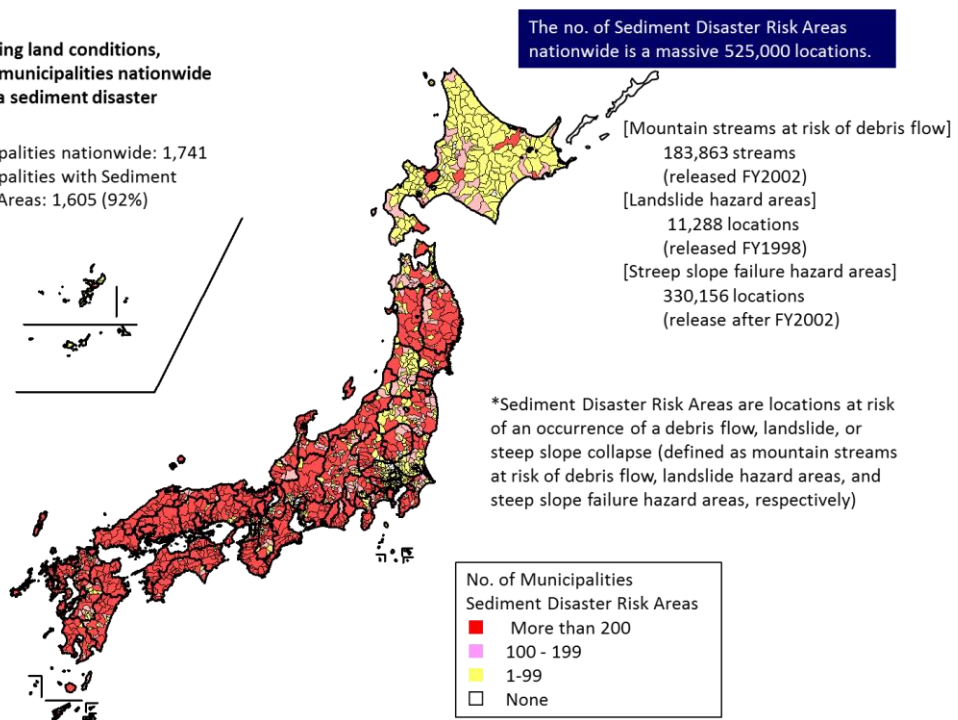 The no. of Sediment Disaster Risk Areas
nationwide is a massive 525,000 locations.
ing land conditions,
municipalities nationwide
a sediment disaster
palities nationwide: 1,741
palities with Sediment
Areas: 1,605 (92%)
[Mountain streams at risk of debris flow]
183,863 streams
(released FY2002)
[Landslide hazard areas]
11,288 locations
(released FY1998)
[Streep slope failure hazard areas]
330,156 locations
(release after FY2002)
*Sediment Disaster Risk Areas are locations at risk
of an occurrence of a debris flow, landslide, or
steep slope collapse (defined as mountain streams
at risk of debris flow, landslide hazard areas, and
steep slope failure hazard areas, respectively)
No. of Municipalities
Sediment Disaster Risk Areas
More than 200
100 - 199
1-99
None